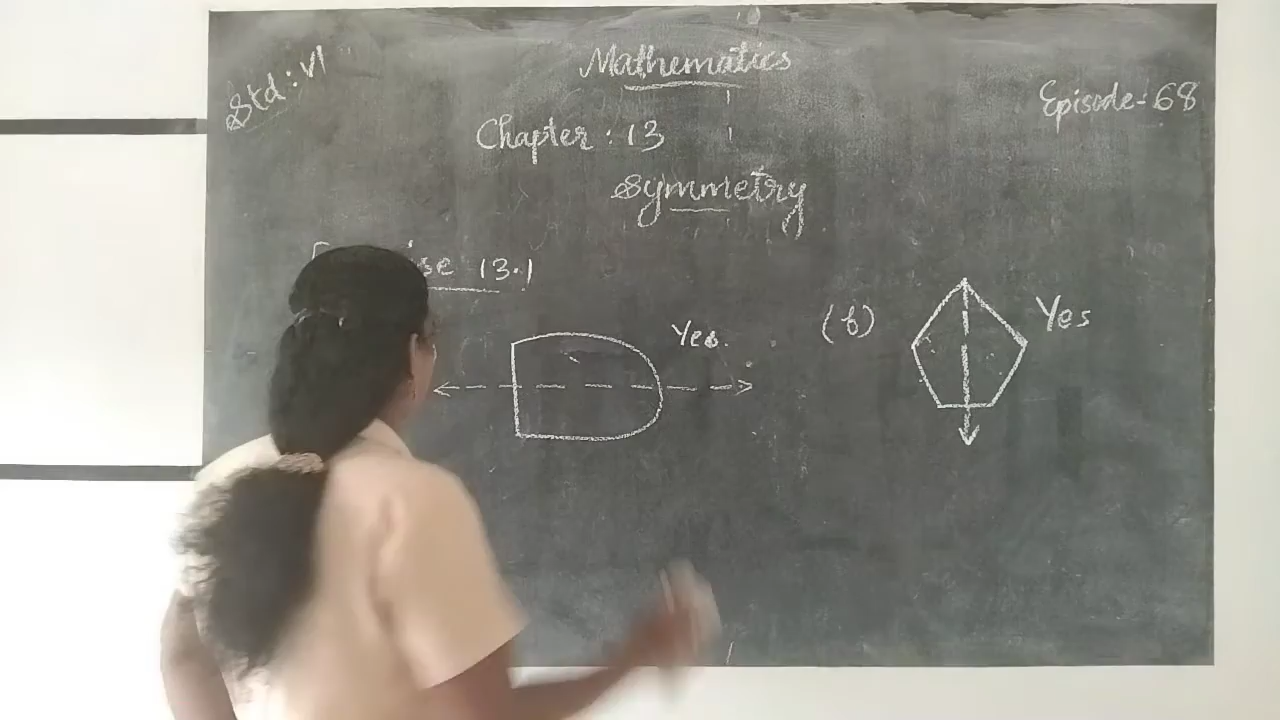 Std: VI
Mathematics
Episode-68
Chapter: 13
Symmetry
13.1
Yes.
(b)
Yes